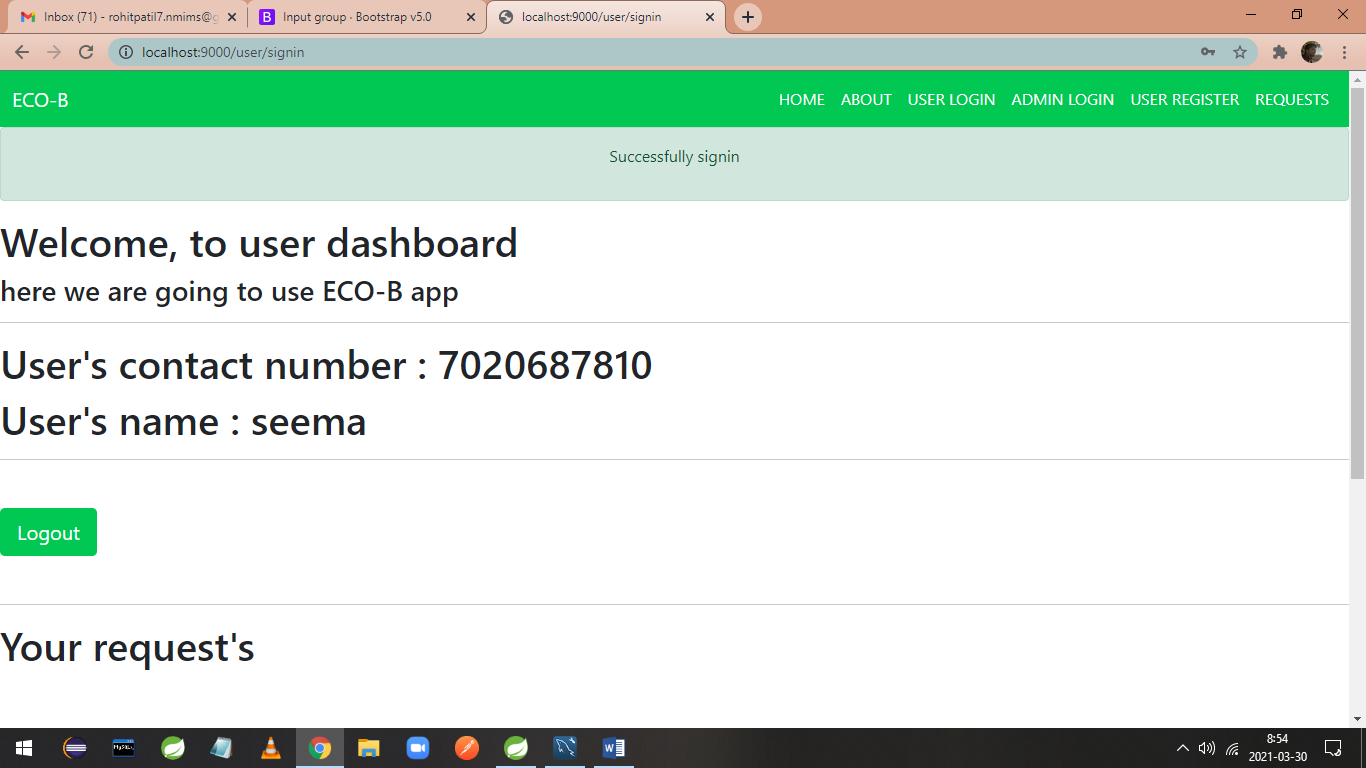 Inbox (71) - rohitpatil7.nmims@g
Input group · Bootstrap v5.0
localhost:9000/user/signin
localhost:9000/user/signin
ECO-B
HOME ABOUT USER LOGIN ADMIN LOGIN USER REGISTER REQUESTS
Successfully signin
Welcome, to user dashboard
here we are going to use ECO-B app
User's contact number : 7020687810
User's name : seema
Logout
Your request's
MySQL
W
8:54
2021-03-30